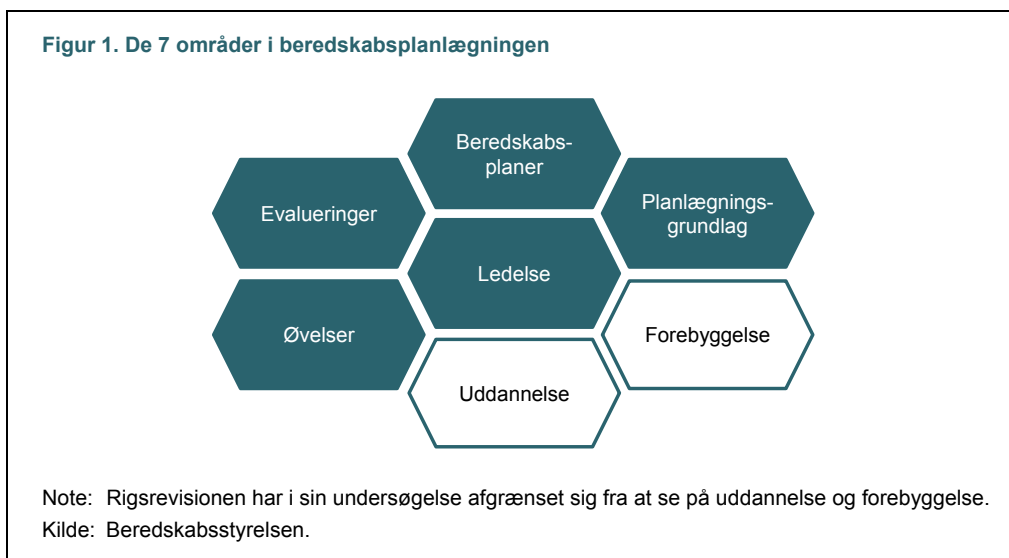 Figur 1. De 7 områder i beredskabsplanlægningen
Beredskabs-
planer
Evalueringer
Planlægnings-
grundlag
Ledelse
Øvelser
Forebyggelse
Uddannelse
Note: Rigsrevisionen har i sin undersøgelse afgrænset sig fra at se på uddannelse og forebyggelse.
Kilde: Beredskabsstyrelsen.